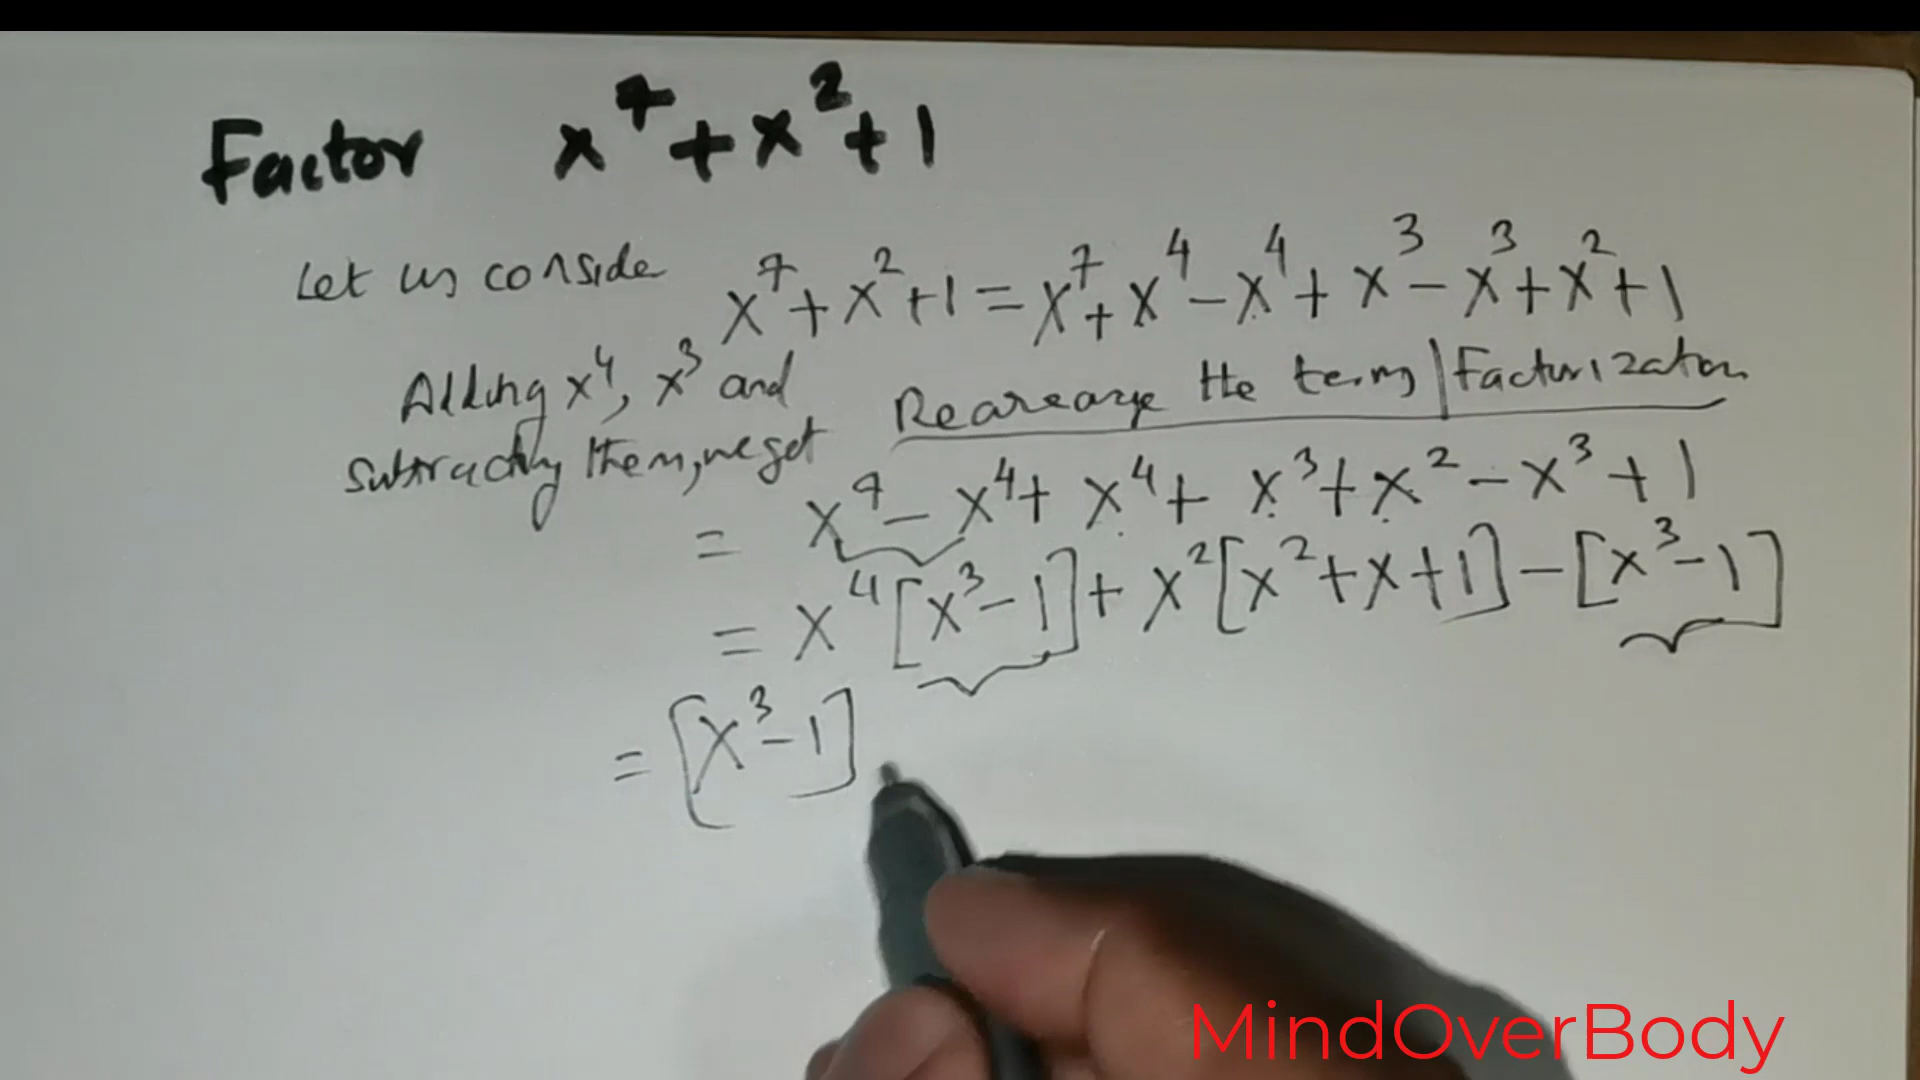 Factor x⁷+x²+1
Let us conside x⁷+x²+1=x⁷+x⁴-x⁴+x³-x³+x²+1
Adding x⁴, x³ and
subtracting them, we get
Rearearge the terms|Factorization
= x⁷-x⁴+x⁴+x³+x²-x³+1
= x⁴[x³-1]+x²[x²+x+1]-[x³-1]
= [x³-1]
MindOverBody